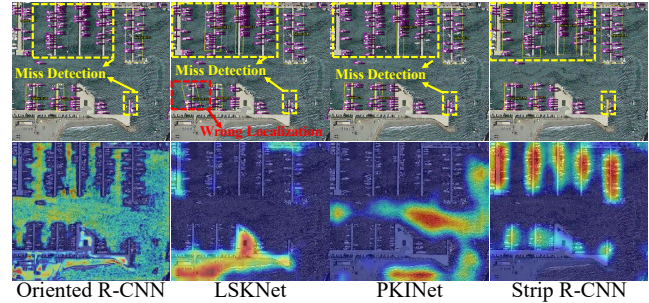 Miss Detection
Miss Detection
Miss Detection
Wrong Localization
Oriented R-CNN
LSKNet
PKINet
Strip R-CNN